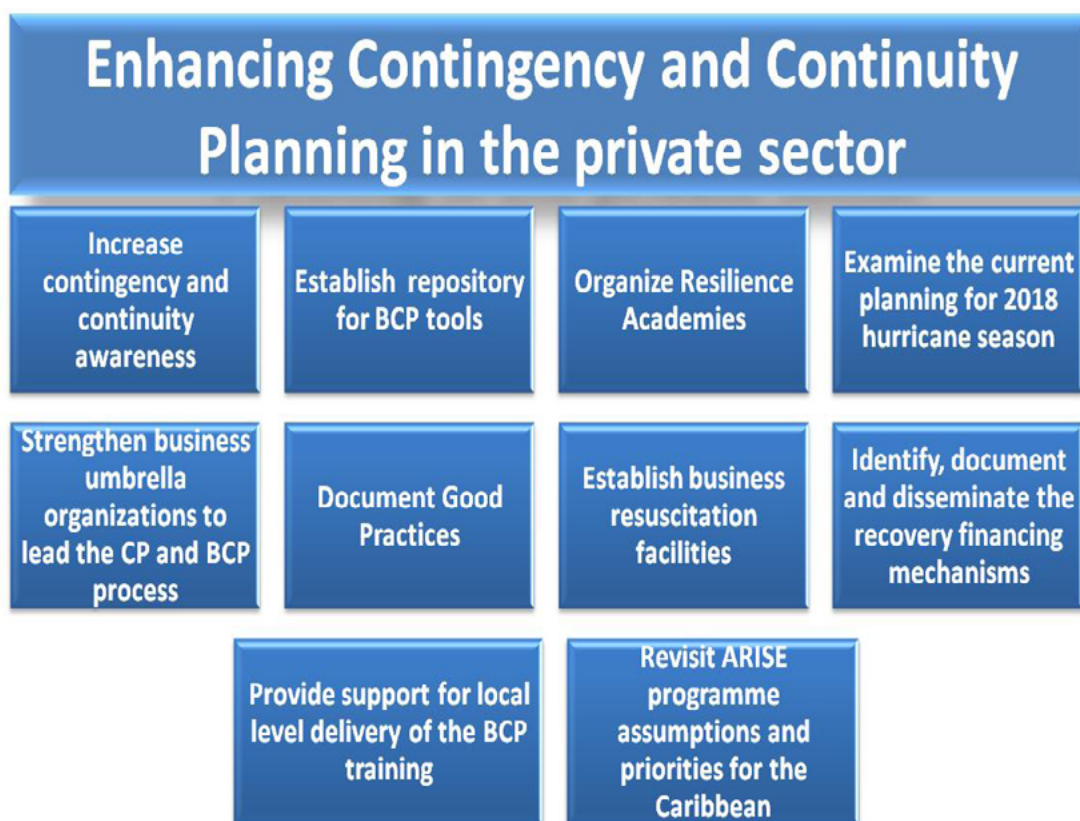 Enhancing Contingency and Continuity
Planning in the private sector
Increase
contingency and
continuity
awareness
Establish repository
for BCP tools
Organize Resilience
Academies
Examine the current
planning for 2018
hurricane season
Strengthen business
umbrella
organizations to
lead the CP and BCP
process
Document Good
Practices
Establish business
resuscitation
facilities
Identify, document
and disseminate the
recovery financing
mechanisms
Provide support for local
level delivery of the BCP
training
Revisit ARISE
programme
assumptions and
priorities for the
Caribbean